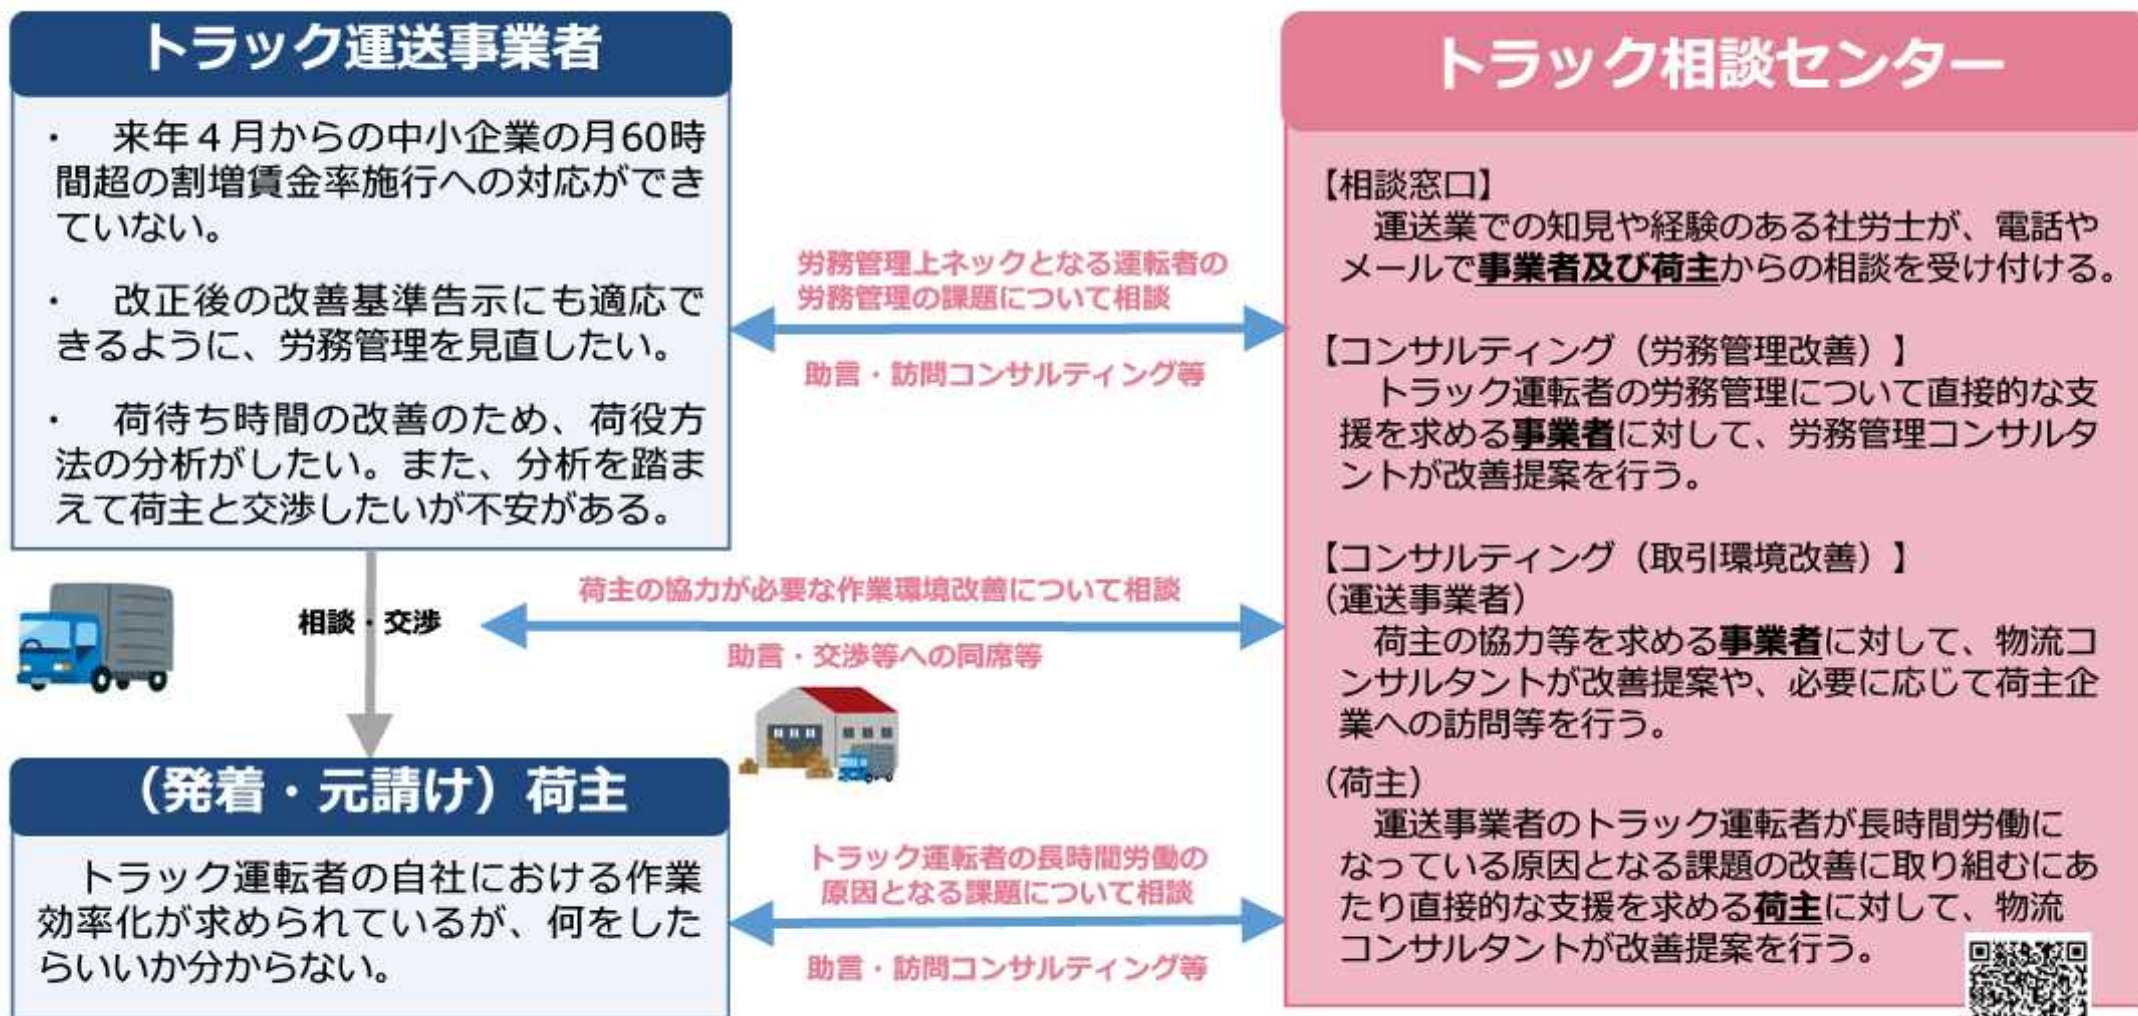 トラック運送事業者
・　来年４月からの中小企業の月60時
間超の割増賃金率施行への対応ができ
ていない。
・　改正後の改善基準告示にも適応で
きるように、労務管理を見直したい。
・　荷待ち時間の改善のため、荷役方
法の分析がしたい。また、分析を踏ま
えて荷主と交渉したいが不安がある。
労務管理上ネックとなる運転者の
労務管理の課題について相談
助言・訪問コンサルティング等
相談・交渉
荷主の協力が必要な作業環境改善について相談
助言・交渉等への同席等
（発着・元請け）荷主
トラック運転者の自社における作業
効率化が求められているが、何をした
らいいか分からない。
トラック運転者の長時間労働の
原因となる課題について相談
助言・訪問コンサルティング等
トラック相談センター
【相談窓口】
運送業での知見や経験のある社労士が、電話や
メールで事業者及び荷主からの相談を受け付ける。
【コンサルティング（労務管理改善）】
トラック運転者の労務管理について直接的な支
援を求める事業者に対して、労務管理コンサルタ
ントが改善提案を行う。
【コンサルティング（取引環境改善）】
（運送事業者）
荷主の協力等を求める事業者に対して、物流コ
ンサルタントが改善提案や、必要に応じて荷主企
業への訪問等を行う。
（荷主）
運送事業者のトラック運転者が長時間労働に
なっている原因となる課題の改善に取り組むにあ
たり直接的な支援を求める荷主に対して、物流
コンサルタントが改善提案を行う。